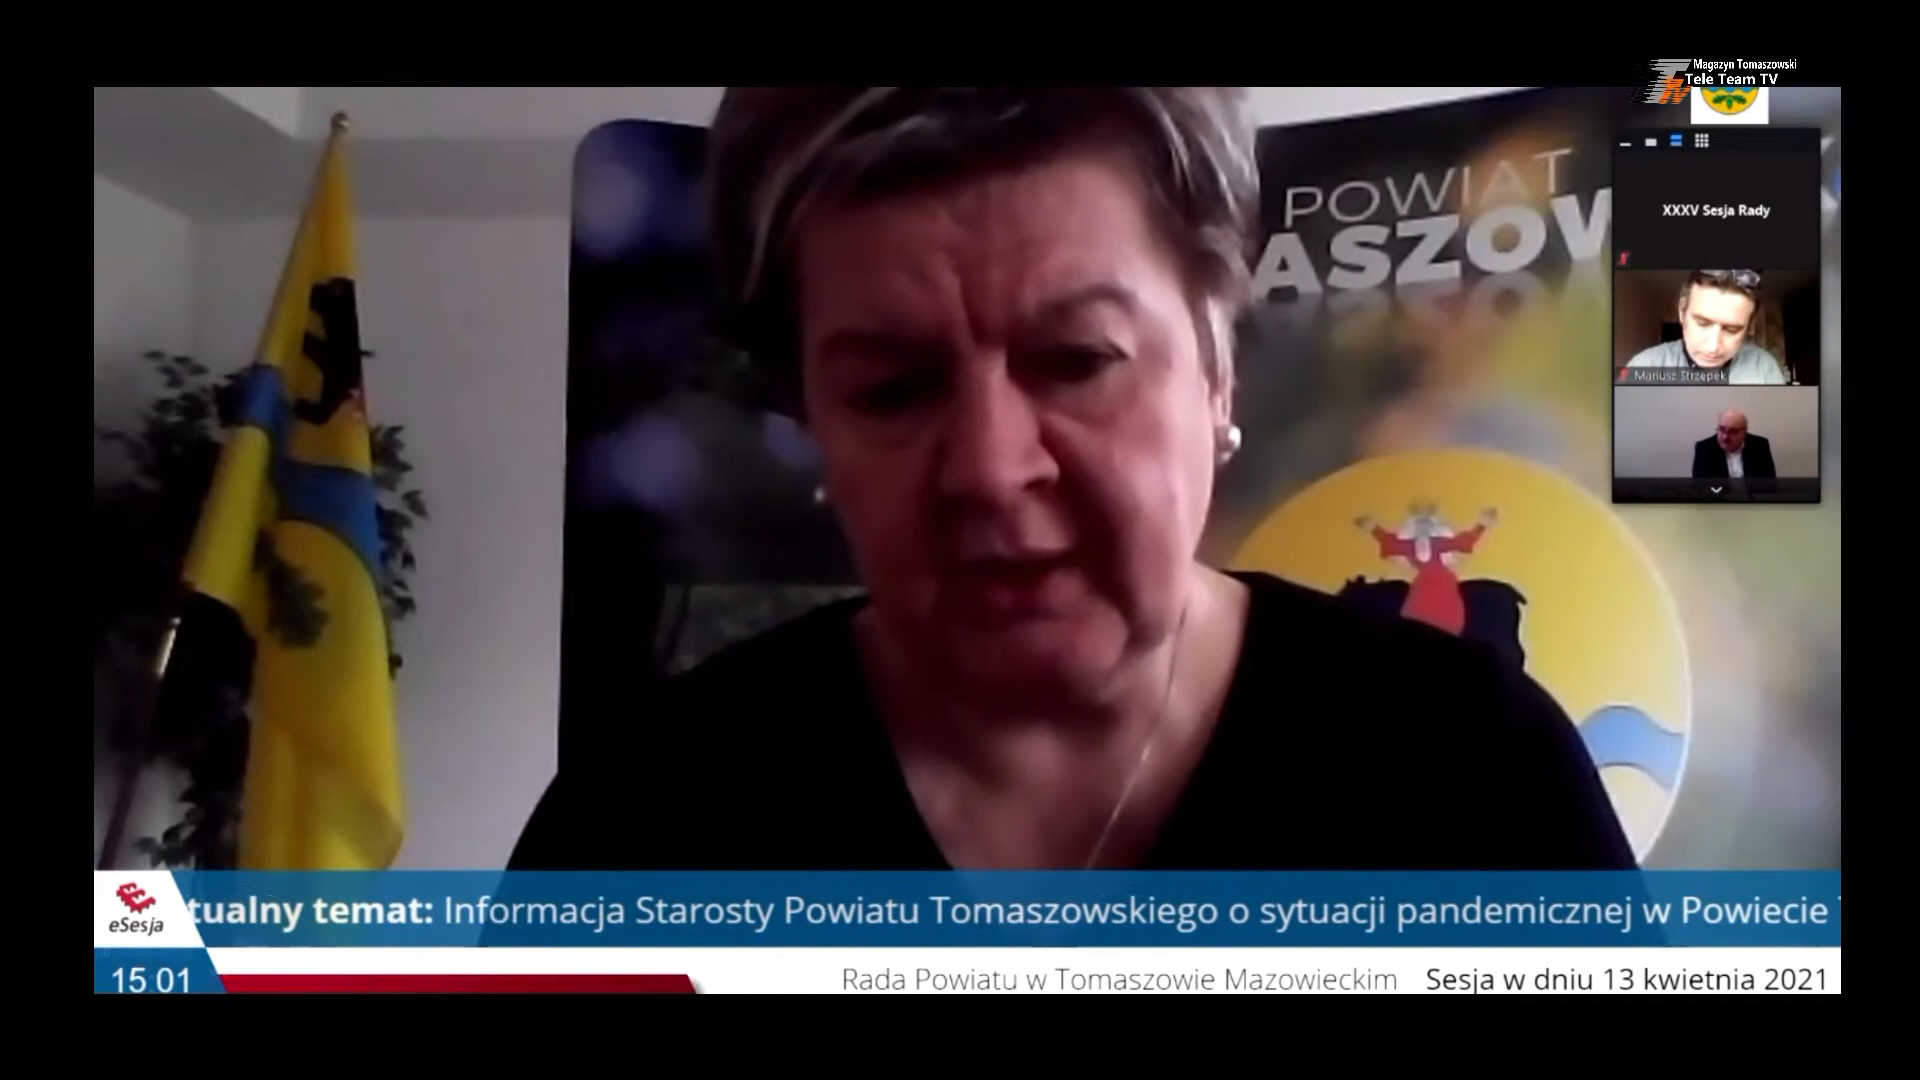 Magazyn Tomaszowski
Tele Team TV
POWIAT
ASZOW
XXXV Sesja Rady
Mariusz Strzępek
tualny temat: Informacja Starosty Powiatu Tomaszowskiego o sytuacji pandemicznej w Powiecie
eSesja
15:01
Rada Powiatu w Tomaszowie Mazowieckim Sesja w dniu 13 kwietnia 2021